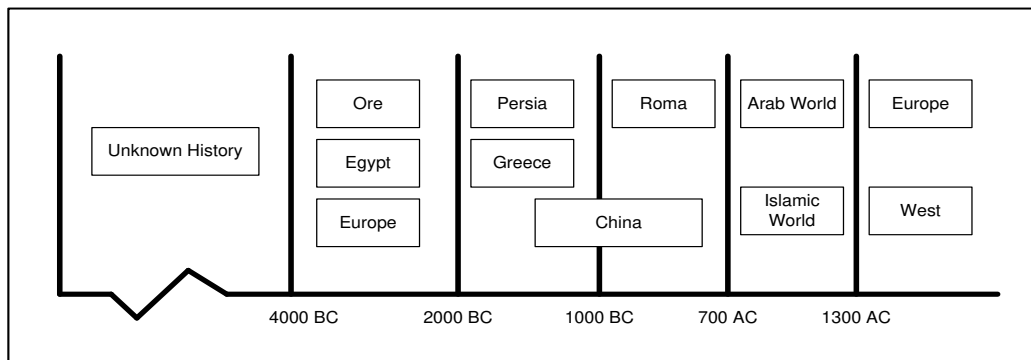 Ore
Persia
Roma
Arab World
Europe
Unknown History
Egypt
Greece
Europe
China
Islamic
World
West
4000 BC
2000 BC
1000 BC
700 AC
1300 AC